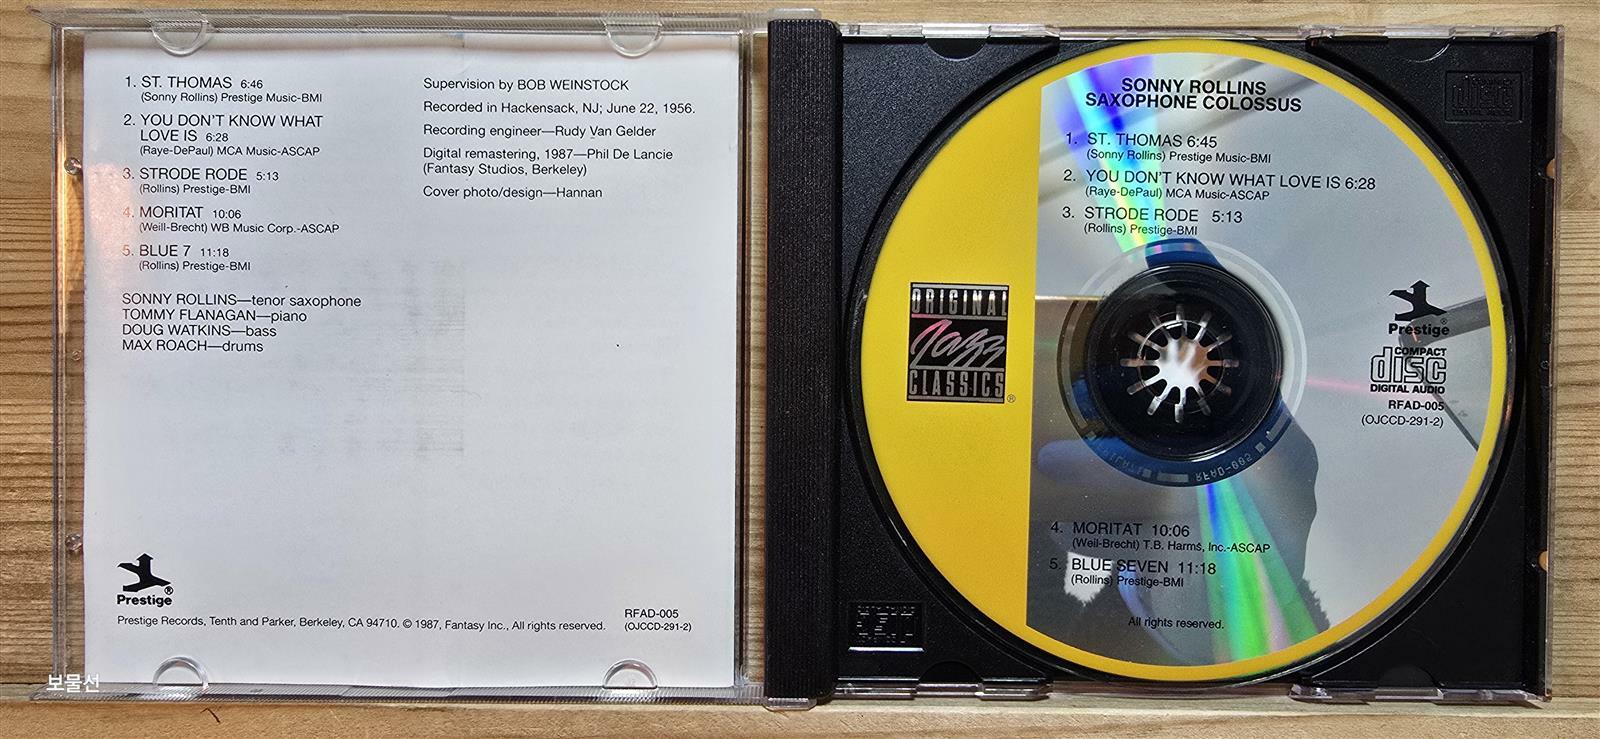 1. ST. THOMAS 6:46
(Sonny Rollins) Prestige Music-BMI
2. YOU DON'T KNOW WHAT
LOVE IS 6:28
(Raye-DePaul) MCA Music-ASCAP
3. STRODE RODE 5:13
(Rollins) Prestige-BMI
4. MORITAT 10:06
(Weill-Brecht) WB Music Corp.-ASCAP
5. BLUE 7 11:18
(Rollins) Prestige-BMI
SONNY ROLLINS—tenor saxophone
TOMMY FLANAGAN—piano
DOUG WATKINS—bass
MAX ROACH—drums
Supervision by BOB WEINSTOCK
Recorded in Hackensack, NJ; June 22, 1956.
Recording engineer—Rudy Van Gelder
Digital remastering, 1987—Phil De Lancie
(Fantasy Studios, Berkeley)
Cover photo/design—Hannan
Prestige
Prestige Records, Tenth and Parker, Berkeley, CA 94710. © 1987, Fantasy Inc., All rights reserved.
RFAD-005
(OJCCD-291-2)
보물선
SONNY ROLLINS
SAXOPHONE COLOSSUS
1. ST. THOMAS 6:45
(Sonny Rollins) Prestige Music-BMI
2. YOU DON'T KNOW WHAT LOVE IS 6:28
(Raye-DePaul) MCA Music-ASCAP
3. STRODE RODE 5:13
(Rollins) Prestige-BMI
ORIGINAL
Jazz
CLASSICS ®
Prestige ®
COMPACT
disc
DIGITAL AUDIO
RFAD-005
(OJCCD-291-2)
RFAD-005
4. MORITAT 10:06
(Weil-Brecht) T.B. Harms, Inc.-ASCAP
5. BLUE SEVEN 11:18
(Rollins) Prestige-BMI
All rights reserved.
disc